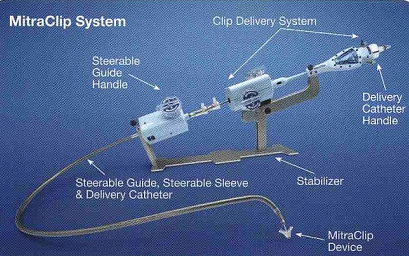 MitraClip System
Clip Delivery System
Steerable
Guide
Handle
Delivery
Catheter
Handle
Steerable Guide, Steerable Sleeve
& Delivery Catheter
Stabilizer
MitraClip
Device